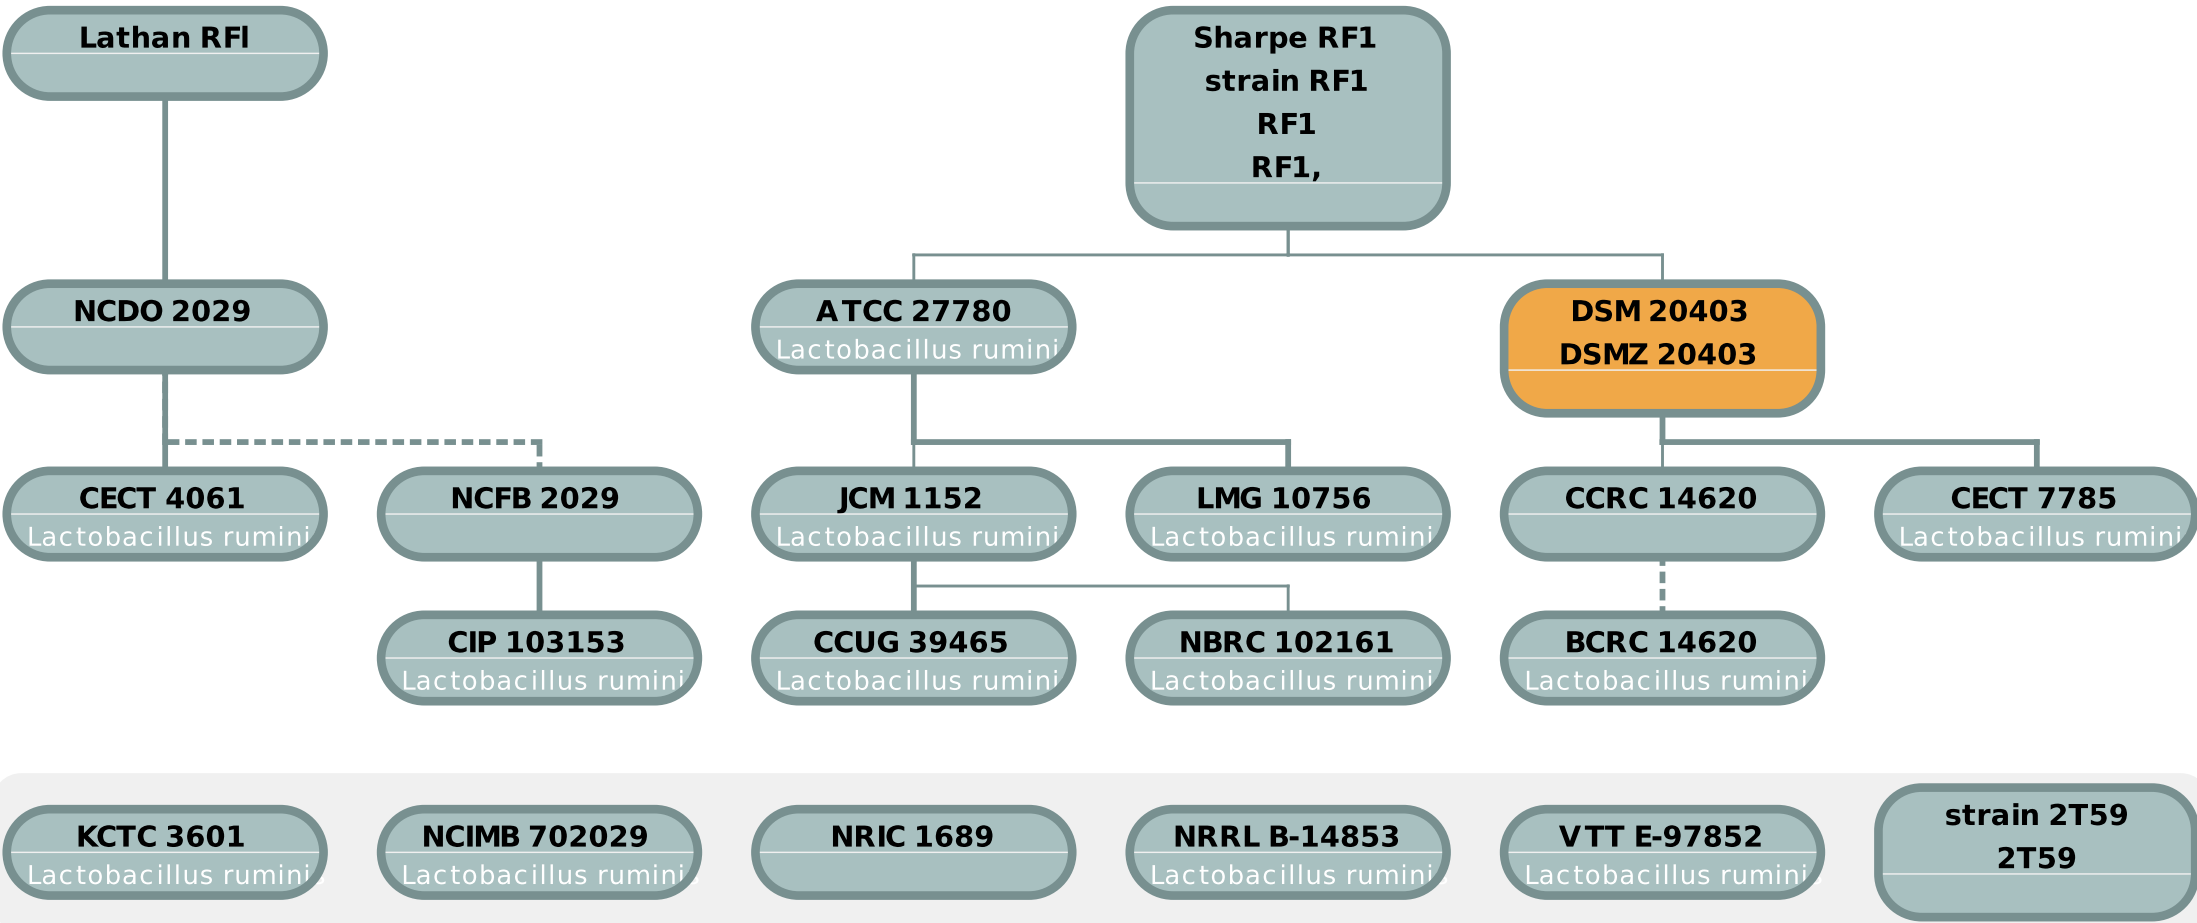 Lathan RFl
Sharpe RF1
strain RF1
RF1
RF1,
NCDO 2029
ATCC 27780
Lactobacillus rumini
DSM 20403
DSMZ 20403
CECT 4061
Lactobacillus rumini
NCFB 2029
JCM 1152
Lactobacillus rumini
LMG 10756
Lactobacillus rumini
CCRC 14620
CECT 7785
Lactobacillus rumini
CIP 103153
Lactobacillus rumini
CCUG 39465
Lactobacillus rumini
NBRC 102161
Lactobacillus rumini
BCRC 14620
Lactobacillus rumini
KCTC 3601
Lactobacillus rumini
NCIMB 702029
Lactobacillus rumini
NRIC 1689
NRRL B-14853
Lactobacillus rumini
VTT E-97852
Lactobacillus rumini
strain 2T59
2T59